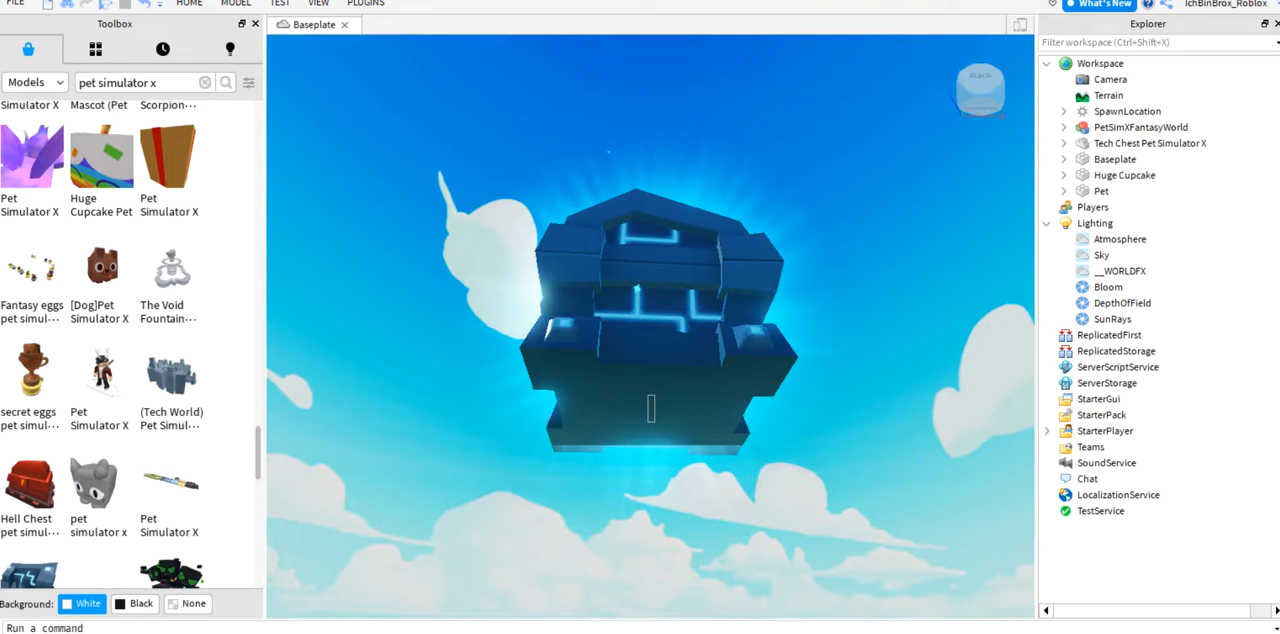 FILE
HOME MODEL TEST VIEW PLUGINS
What's New
IchBinBrox_Roblox
Toolbox
Baseplate
Explorer
Filter workspace (Ctrl+Shift+X)
Models
pet simulator x
Simulator X Mascot (Pet Scorpion···
Pet Huge Pet
Simulator X Cupcake Pet Simulator X
Fantasy eggs [Dog]Pet The Void
pet simul··· Simulator X Fountain···
secret eggs Pet (Tech World)
pet simul··· Simulator X Pet Simul···
Hell Chest pet Pet
pet simul··· simulator x Simulator X
Background: White Black None
Run a command
Back
Workspace
Camera
Terrain
SpawnLocation
PetSimXFantasyWorld
Tech Chest Pet Simulator X
Baseplate
Huge Cupcake
Pet
Players
Lighting
Atmosphere
Sky
__WORLDFX
Bloom
DepthOfField
SunRays
ReplicatedFirst
ReplicatedStorage
ServerScriptService
ServerStorage
StarterGui
StarterPack
StarterPlayer
Teams
SoundService
Chat
LocalizationService
TestService